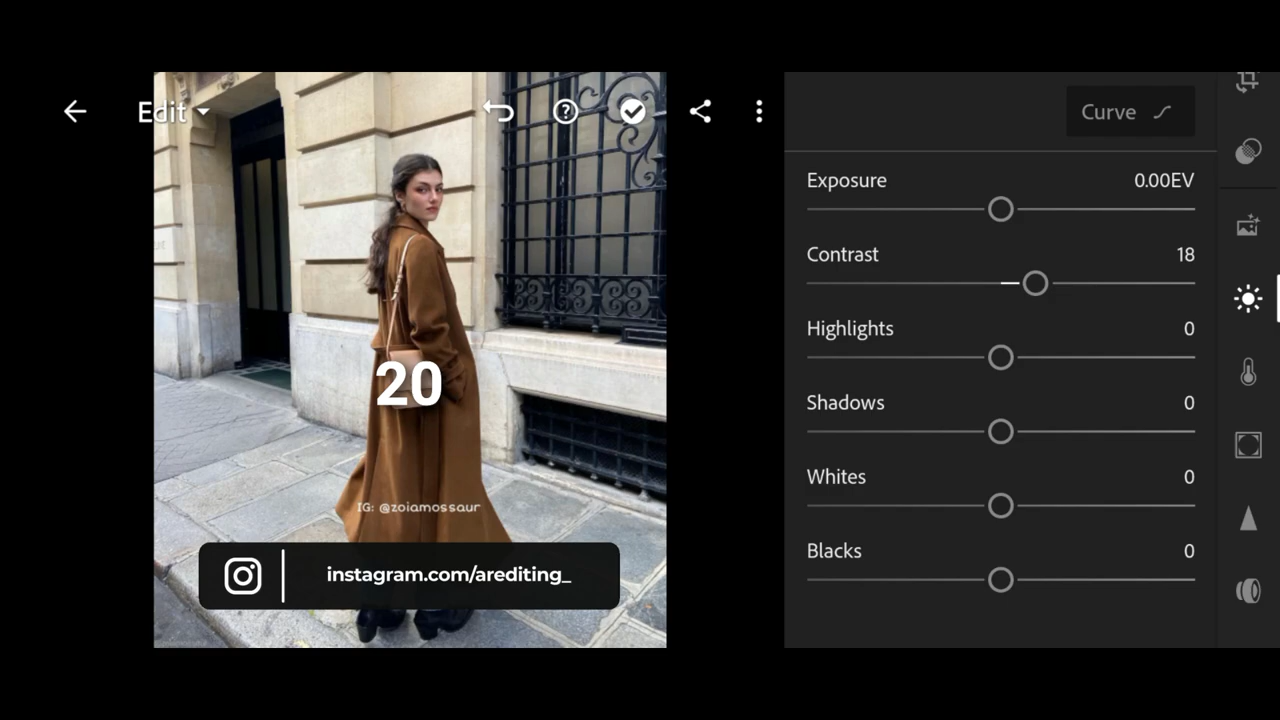 Edit
Curve
Exposure 0.00EV
Contrast 18
Highlights 0
Shadows 0
Whites 0
Blacks 0
20
IG: @zoiamossaur
instagram.com/arediting_